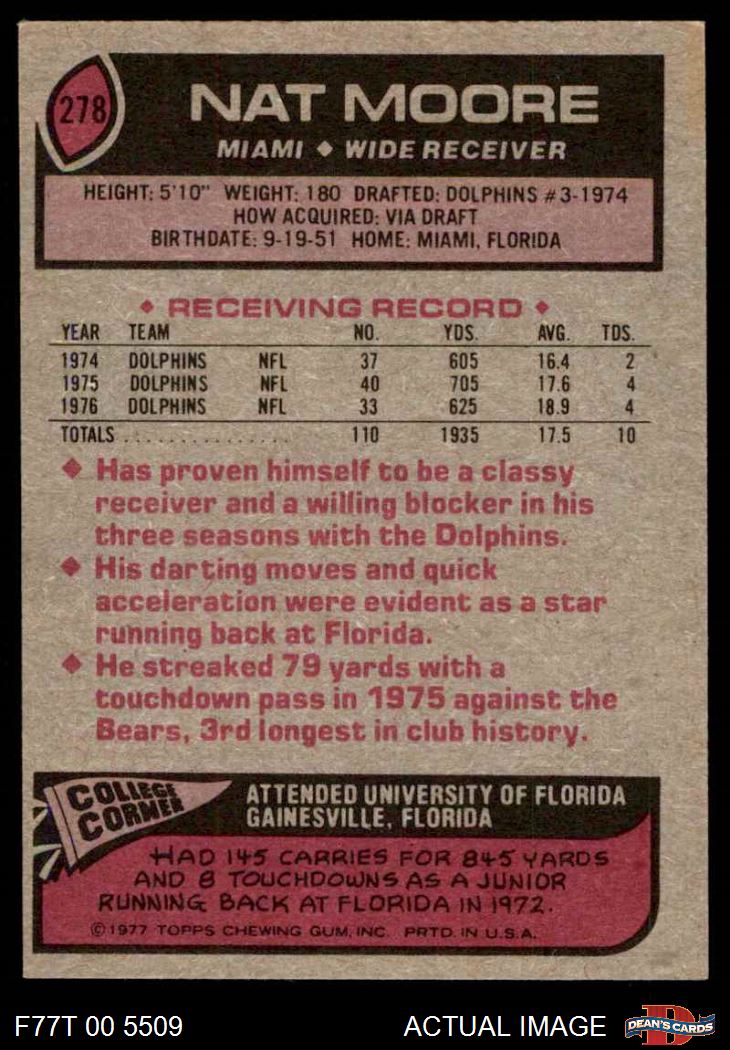 278
NAT MOORE
MIAMI ◆ WIDE RECEIVER
HEIGHT: 5'10" WEIGHT: 180 DRAFTED: DOLPHINS #3-1974
HOW ACQUIRED: VIA DRAFT
BIRTHDATE: 9-19-51 HOME: MIAMI, FLORIDA
◆ RECEIVING RECORD ◆
YEAR TEAM NO. YDS. AVG. TDS.
1974 DOLPHINS NFL 37 605 16.4 2
1975 DOLPHINS NFL 40 705 17.6 4
1976 DOLPHINS NFL 33 625 18.9 4
TOTALS . . . . . . . . . . . . . . . 110 1935 17.5 10
◆ Has proven himself to be a classy
receiver and a willing blocker in his
three seasons with the Dolphins.
◆ His darting moves and quick
acceleration were evident as a star
running back at Florida.
◆ He streaked 79 yards with a
touchdown pass in 1975 against the
Bears, 3rd longest in club history.
COLLEGE
CORNER
ATTENDED UNIVERSITY OF FLORIDA
GAINESVILLE, FLORIDA
HAD 145 CARRIES FOR 845 YARDS
AND 8 TOUCHDOWNS AS A JUNIOR
RUNNING BACK AT FLORIDA IN 1972.
©1977 TOPPS CHEWING GUM, INC. PRTD. IN U.S.A.
F77T 00 5509 ACTUAL IMAGE
D
DEAN'S CARDS